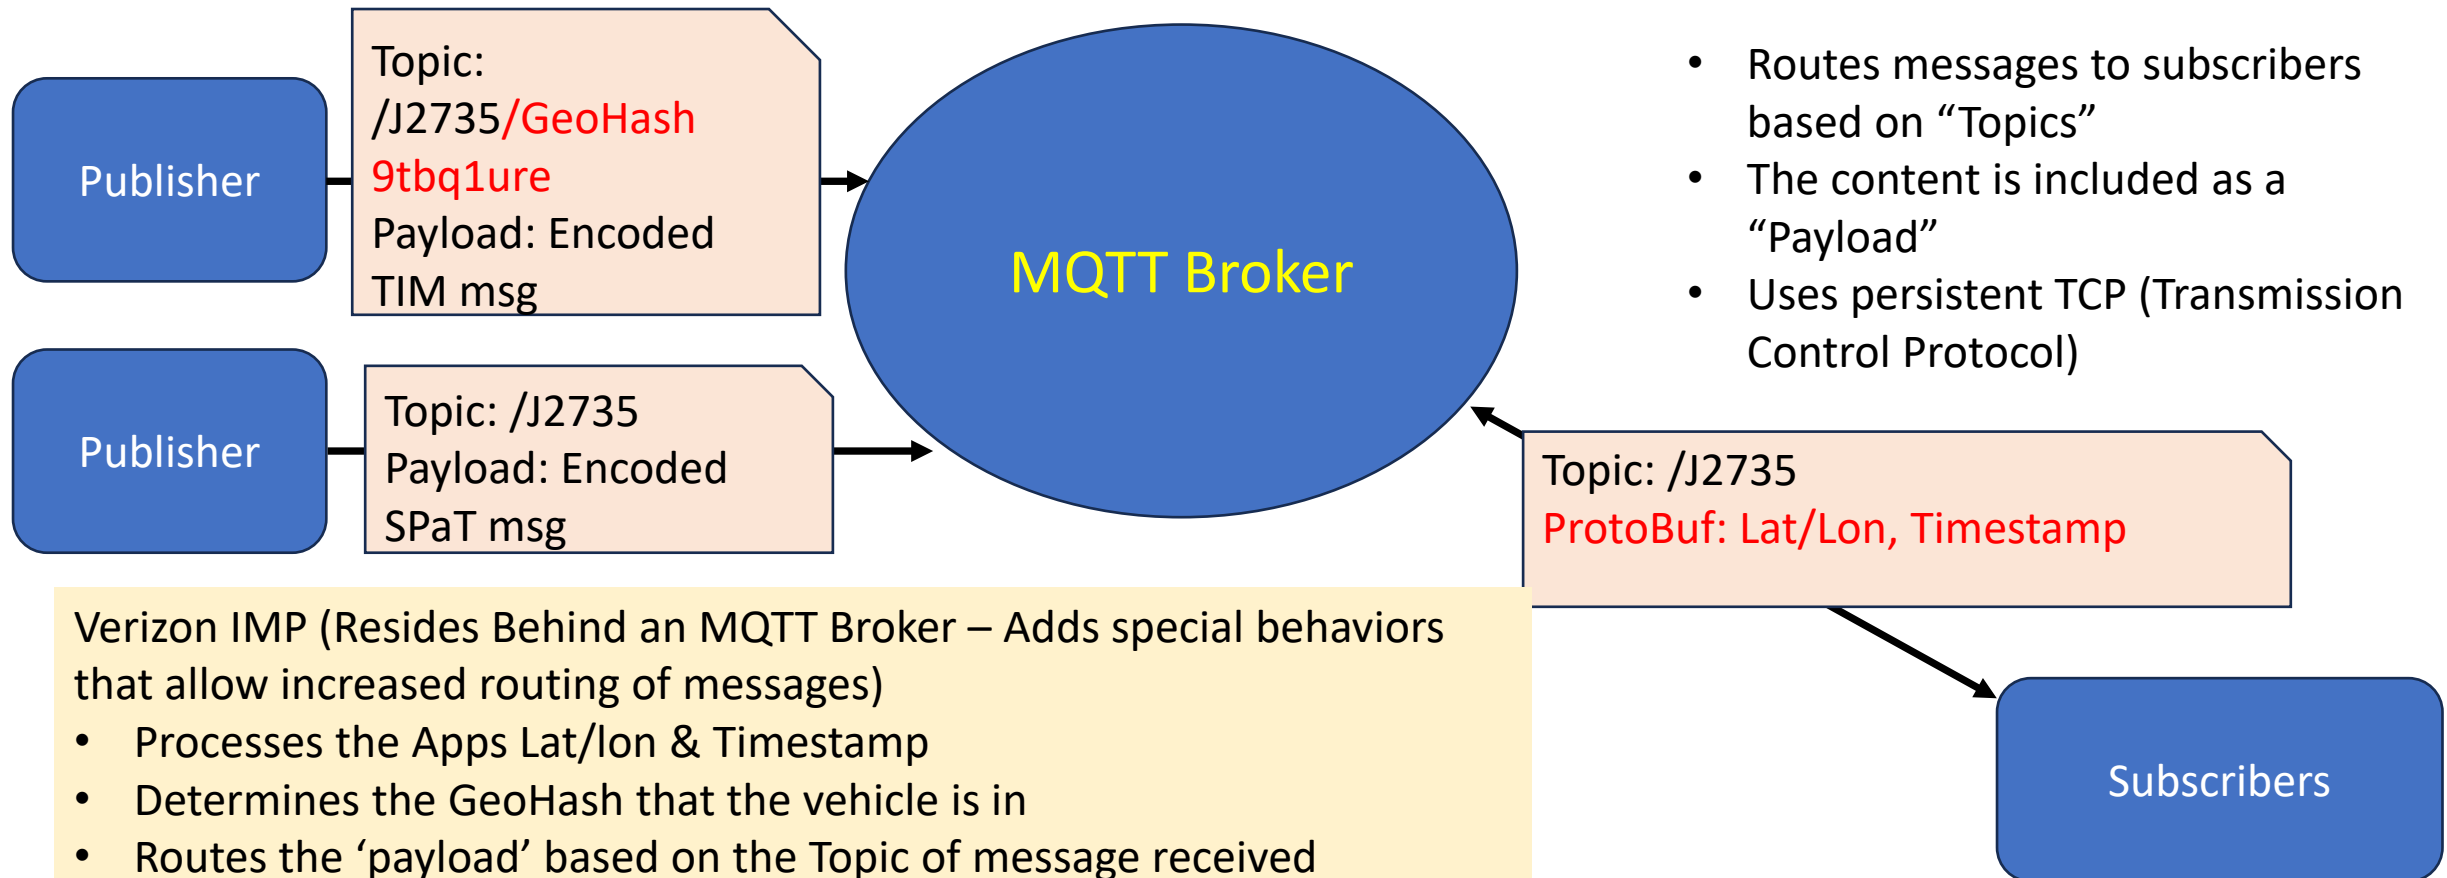 Publisher
Topic:
/J2735/GeoHash
9tbq1ure
Payload: Encoded
TIM msg
MQTT Broker
• Routes messages to subscribers
based on “Topics”
• The content is included as a
“Payload”
• Uses persistent TCP (Transmission
Control Protocol)
Publisher
Topic: /J2735
Payload: Encoded
SPaT msg
Topic: /J2735
ProtoBuf: Lat/Lon, Timestamp
Verizon IMP (Resides Behind an MQTT Broker – Adds special behaviors
that allow increased routing of messages)
• Processes the Apps Lat/lon & Timestamp
• Determines the GeoHash that the vehicle is in
• Routes the ‘payload’ based on the Topic of message received
Subscribers